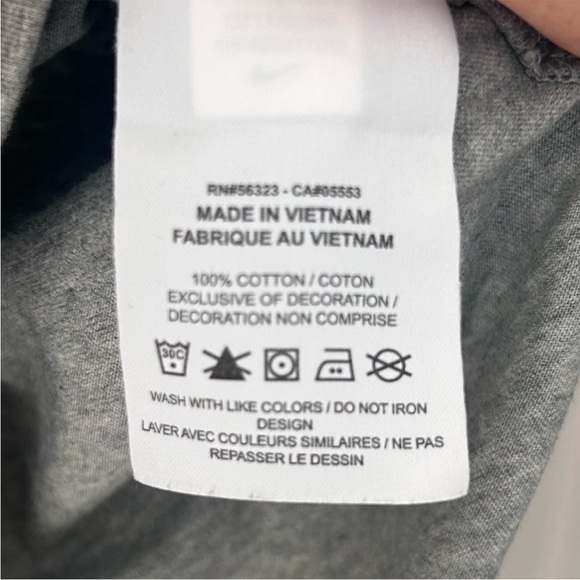 RN#56323 - CA#05553
MADE IN VIETNAM
FABRIQUE AU VIETNAM
100% COTTON / COTON
EXCLUSIVE OF DECORATION /
DECORATION NON COMPRISE
30C
WASH WITH LIKE COLORS / DO NOT IRON
DESIGN
LAVER AVEC COULEURS SIMILAIRES / NE PAS
REPASSER LE DESSIN